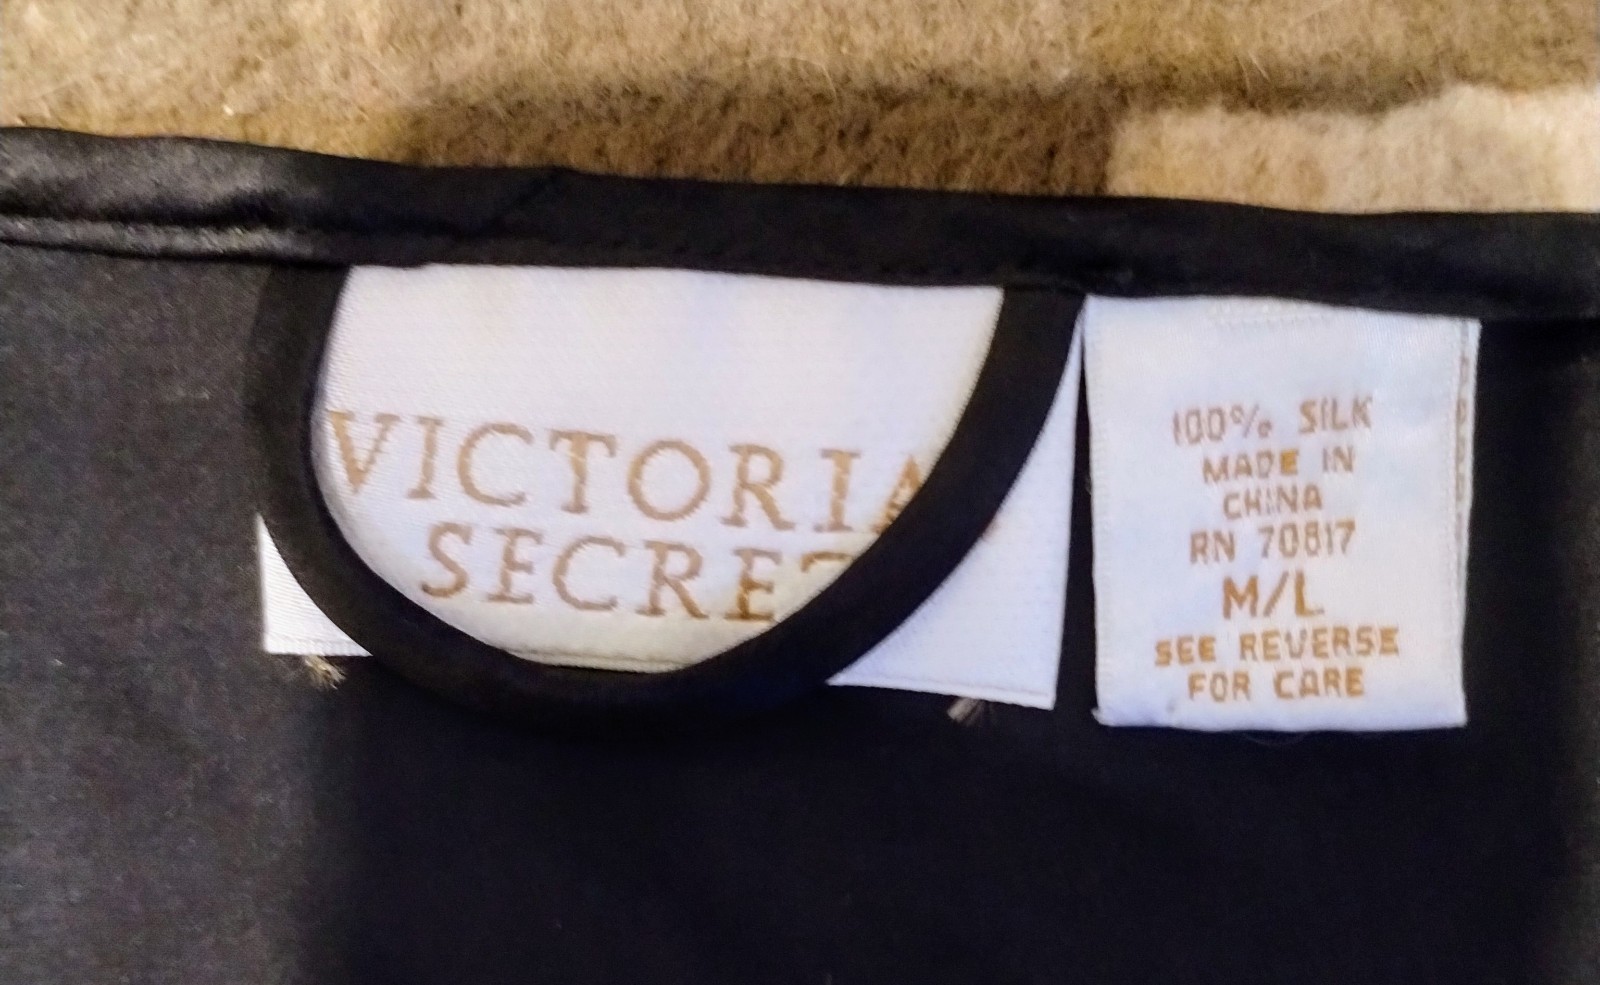 VICTORIA
SECRET
100% SILK
MADE IN
CHINA
RN 70817
M/L
SEE REVERSE
FOR CARE